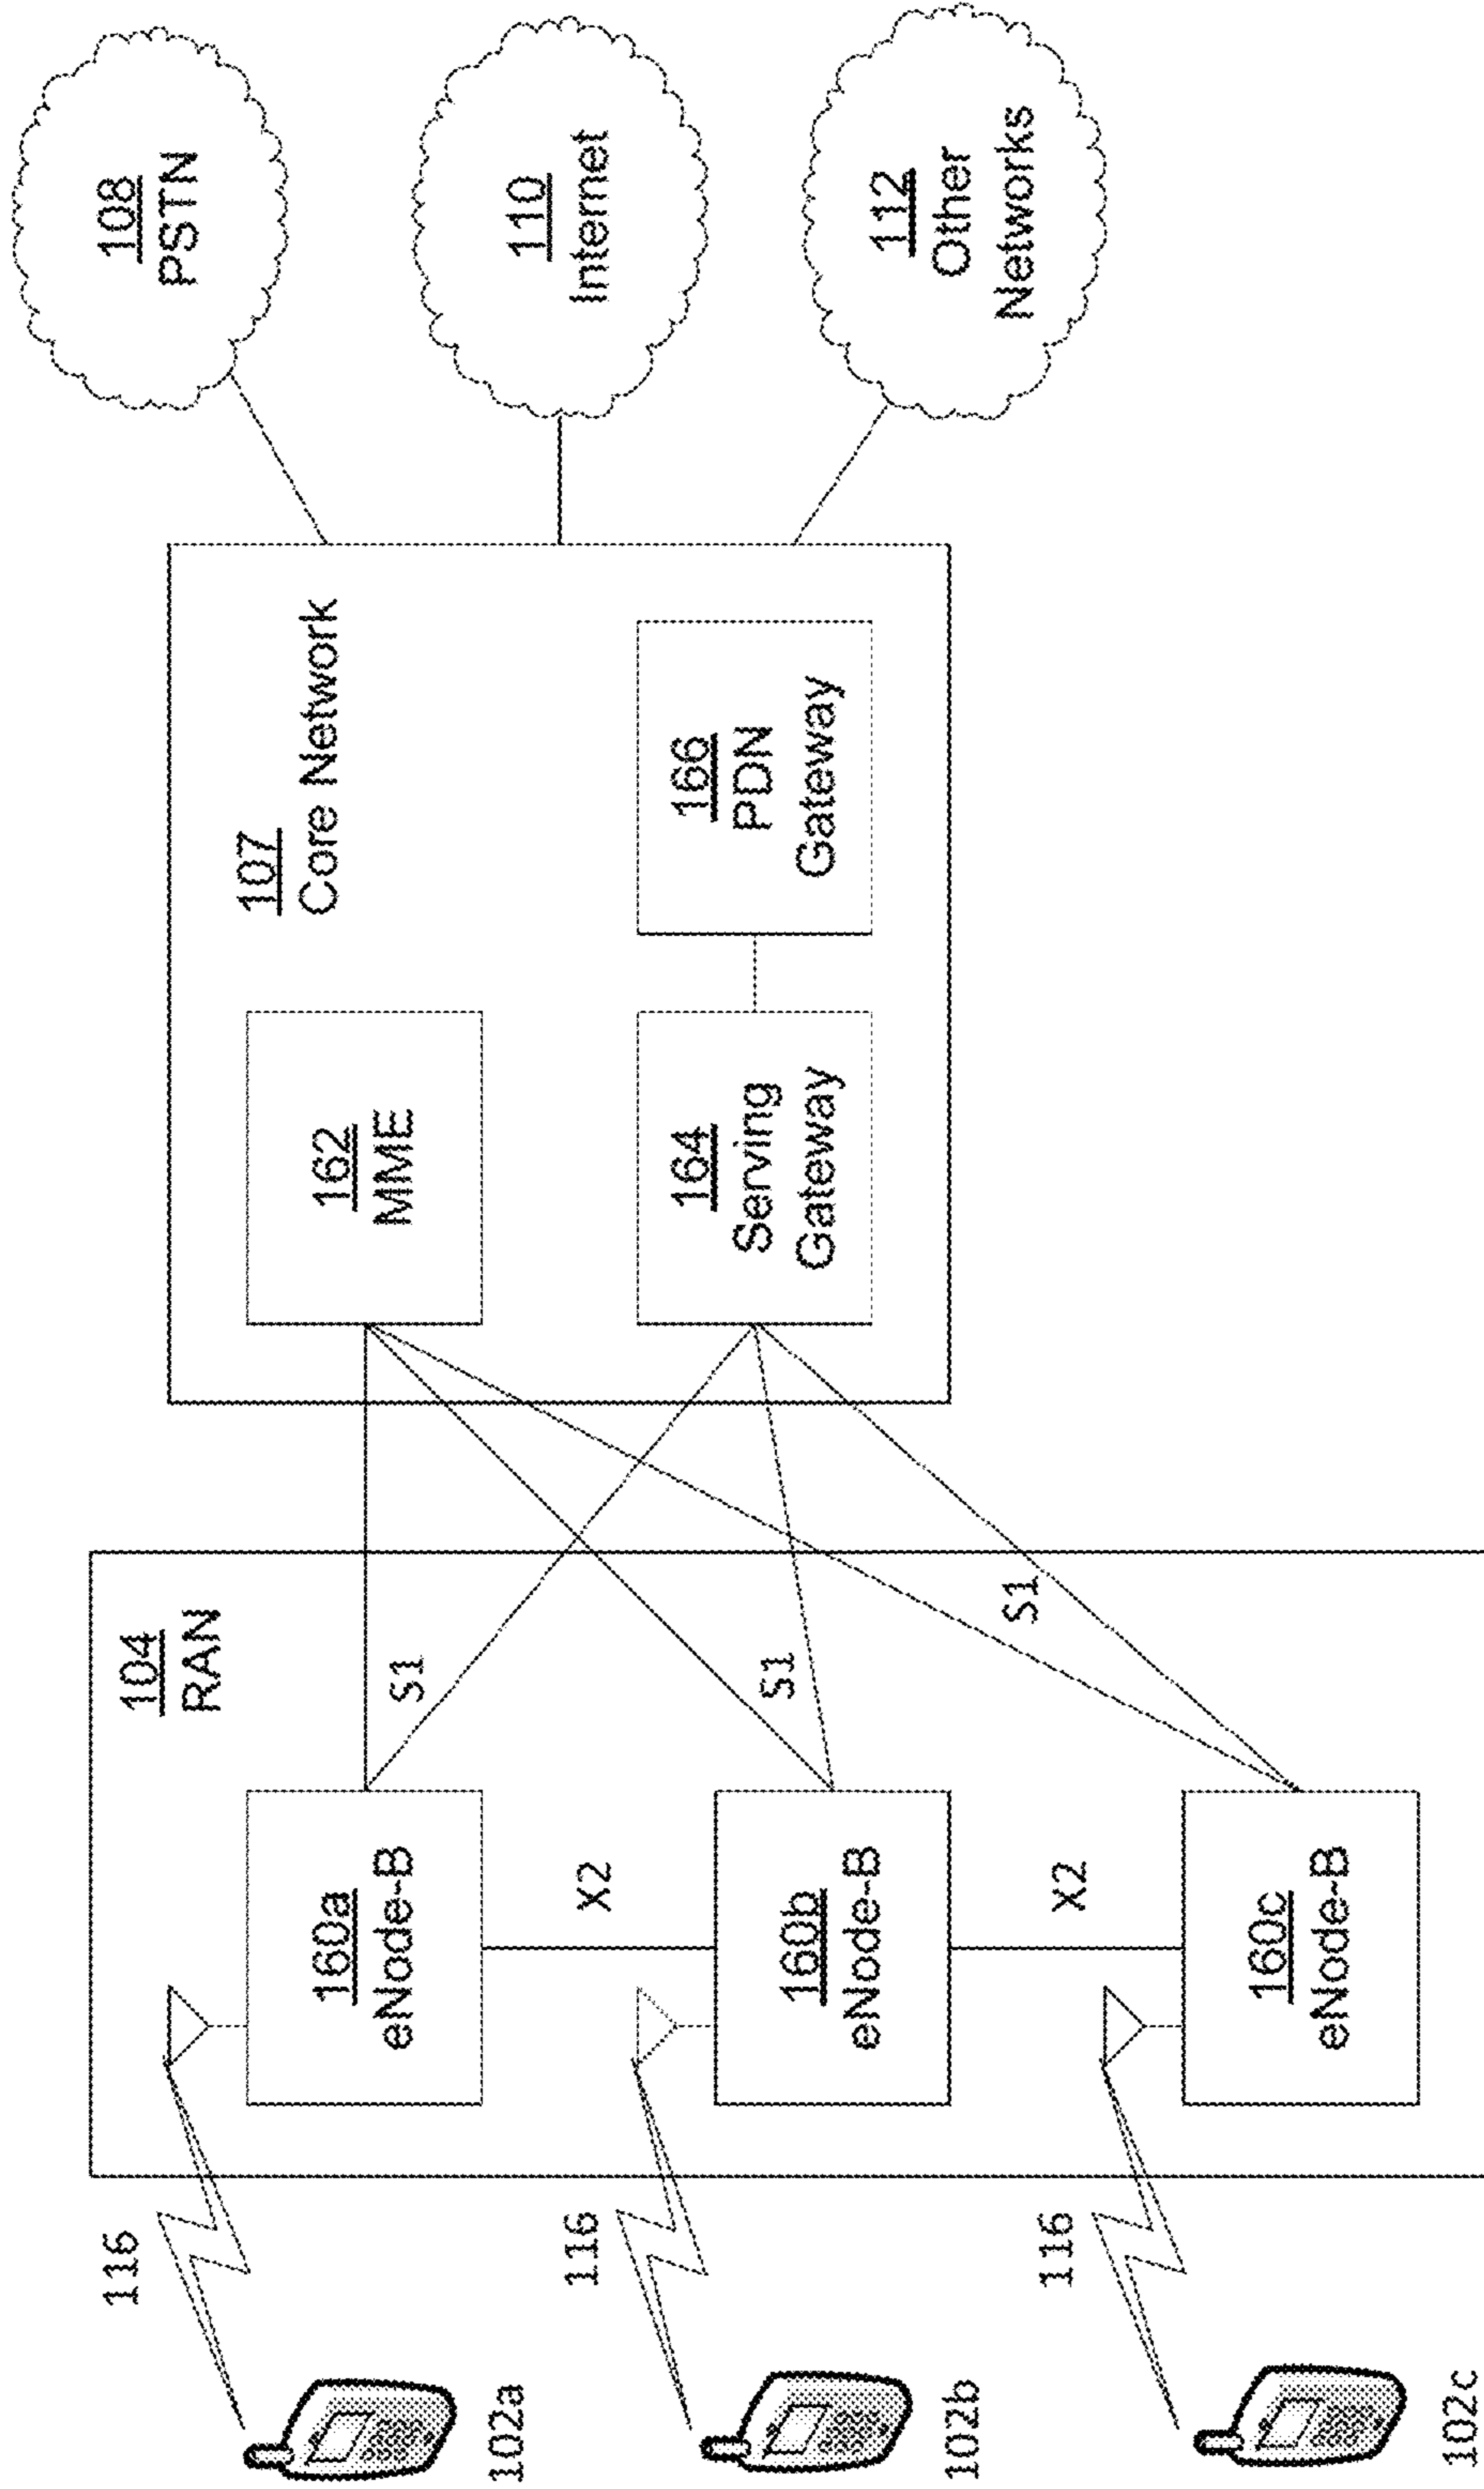 116
102a
116
102b
116
102c
104
RAN
160a
eNode-B
X2
160b
eNode-B
X2
160c
eNode-B
S1
S1
S1
107
Core Network
162
MME
164
Serving
Gateway
166
PDN
Gateway
108
PSTN
110
Internet
112
Other
Networks